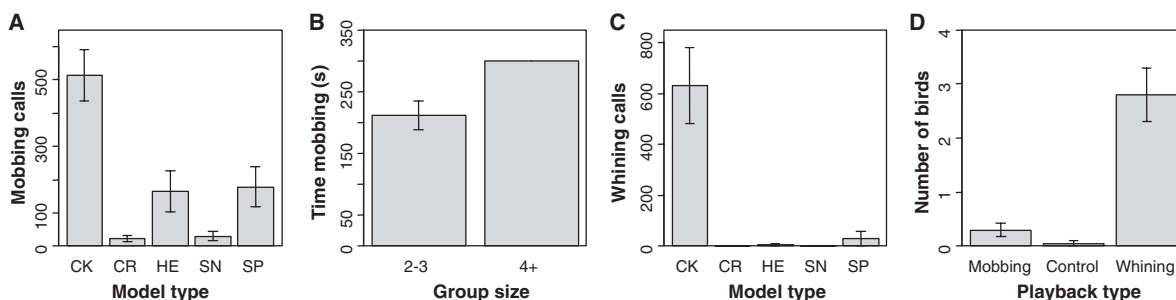 A
Mobbing calls
0
100
300
500
CK CR HE SN SP
Model type
B
Time mobbing (s)
0
50
150
250
350
2-3 4+
Group size
C
Whining calls
0
200
400
600
800
CK CR HE SN SP
Model type
D
Number of birds
0
1
2
3
4
Mobbing Control Whining
Playback type